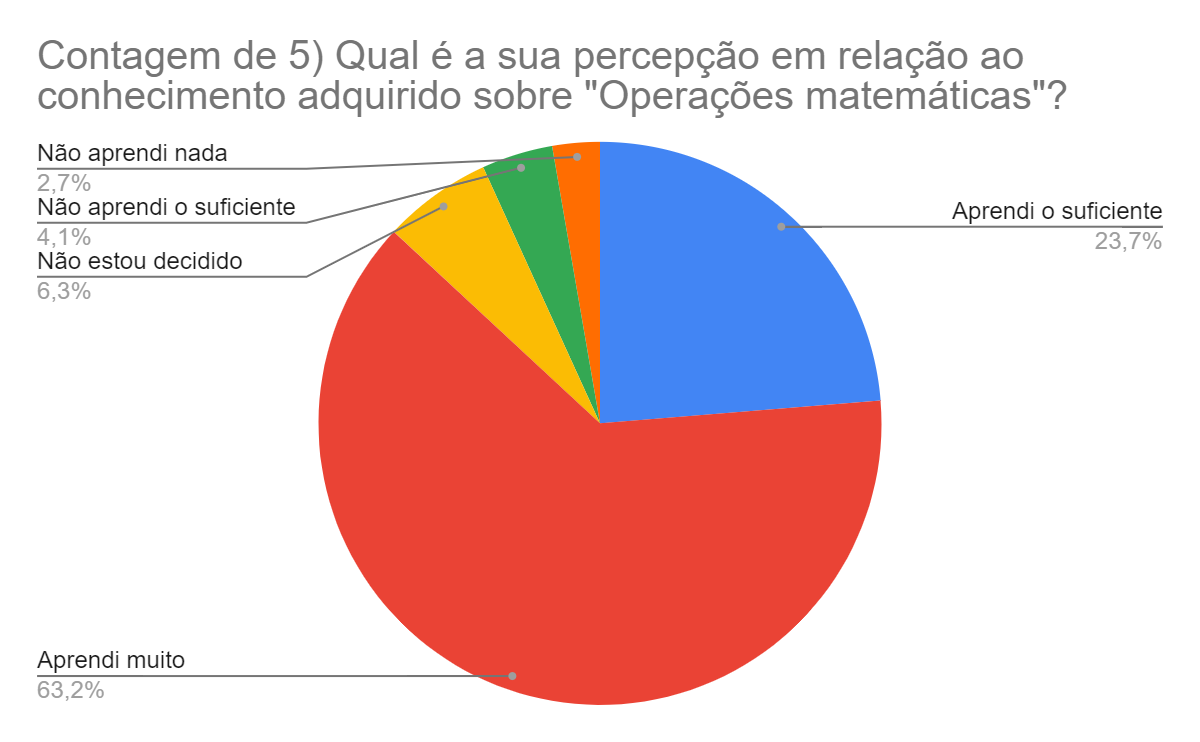 Contagem de 5) Qual é a sua percepção em relação ao
conhecimento adquirido sobre "Operações matemáticas"?
Não aprendi nada
2,7%
Não aprendi o suficiente
4,1%
Não estou decidido
6,3%
Aprendi o suficiente
23,7%
Aprendi muito
63,2%